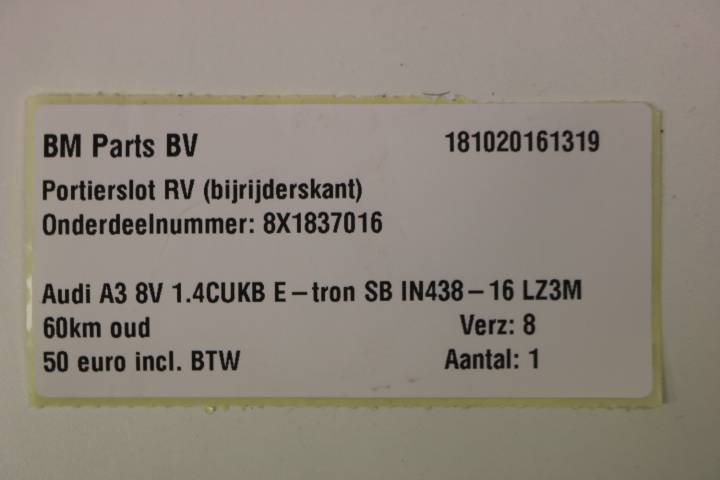 BM Parts BV 181020161319
Portierslot RV (bijrijderskant)
Onderdeelnummer: 8X1837016
Audi A3 8V 1.4CUKB E-tron SB IN438-16 LZ3M
60km oud Verz: 8
50 euro incl. BTW Aantal: 1